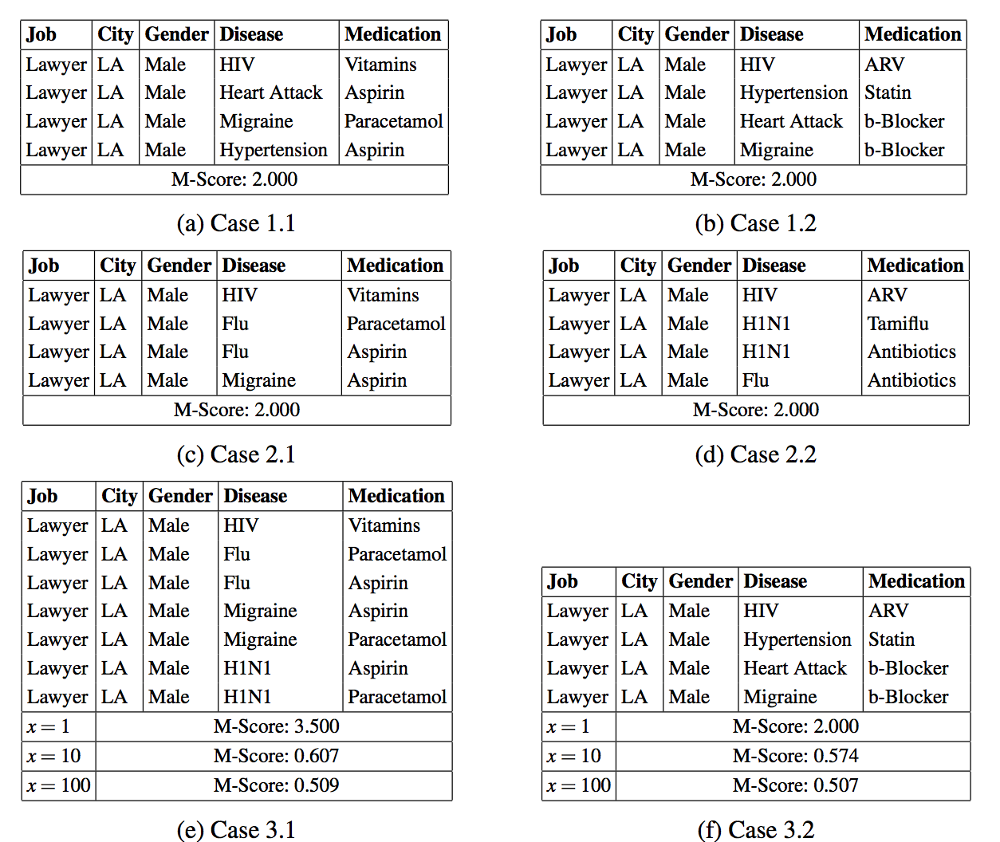 Job City Gender Disease Medication
Lawyer LA Male HIV Vitamins
Lawyer LA Male Heart Attack Aspirin
Lawyer LA Male Migraine Paracetamol
Lawyer LA Male Hypertension Aspirin
M-Score: 2.000
(a) Case 1.1
Job City Gender Disease Medication
Lawyer LA Male HIV ARV
Lawyer LA Male Hypertension Statin
Lawyer LA Male Heart Attack b-Blocker
Lawyer LA Male Migraine b-Blocker
M-Score: 2.000
(b) Case 1.2
Job City Gender Disease Medication
Lawyer LA Male HIV Vitamins
Lawyer LA Male Flu Paracetamol
Lawyer LA Male Flu Aspirin
Lawyer LA Male Migraine Aspirin
M-Score: 2.000
(c) Case 2.1
Job City Gender Disease Medication
Lawyer LA Male HIV ARV
Lawyer LA Male H1N1 Tamiflu
Lawyer LA Male H1N1 Antibiotics
Lawyer LA Male Flu Antibiotics
M-Score: 2.000
(d) Case 2.2
Job City Gender Disease Medication
Lawyer LA Male HIV Vitamins
Lawyer LA Male Flu Paracetamol
Lawyer LA Male Flu Aspirin
Lawyer LA Male Migraine Aspirin
Lawyer LA Male Migraine Paracetamol
Lawyer LA Male H1N1 Aspirin
Lawyer LA Male H1N1 Paracetamol
x = 1 M-Score: 3.500
x = 10 M-Score: 0.607
x = 100 M-Score: 0.509
(e) Case 3.1
Job City Gender Disease Medication
Lawyer LA Male HIV ARV
Lawyer LA Male Hypertension Statin
Lawyer LA Male Heart Attack b-Blocker
Lawyer LA Male Migraine b-Blocker
x = 1 M-Score: 2.000
x = 10 M-Score: 0.574
x = 100 M-Score: 0.507
(f) Case 3.2